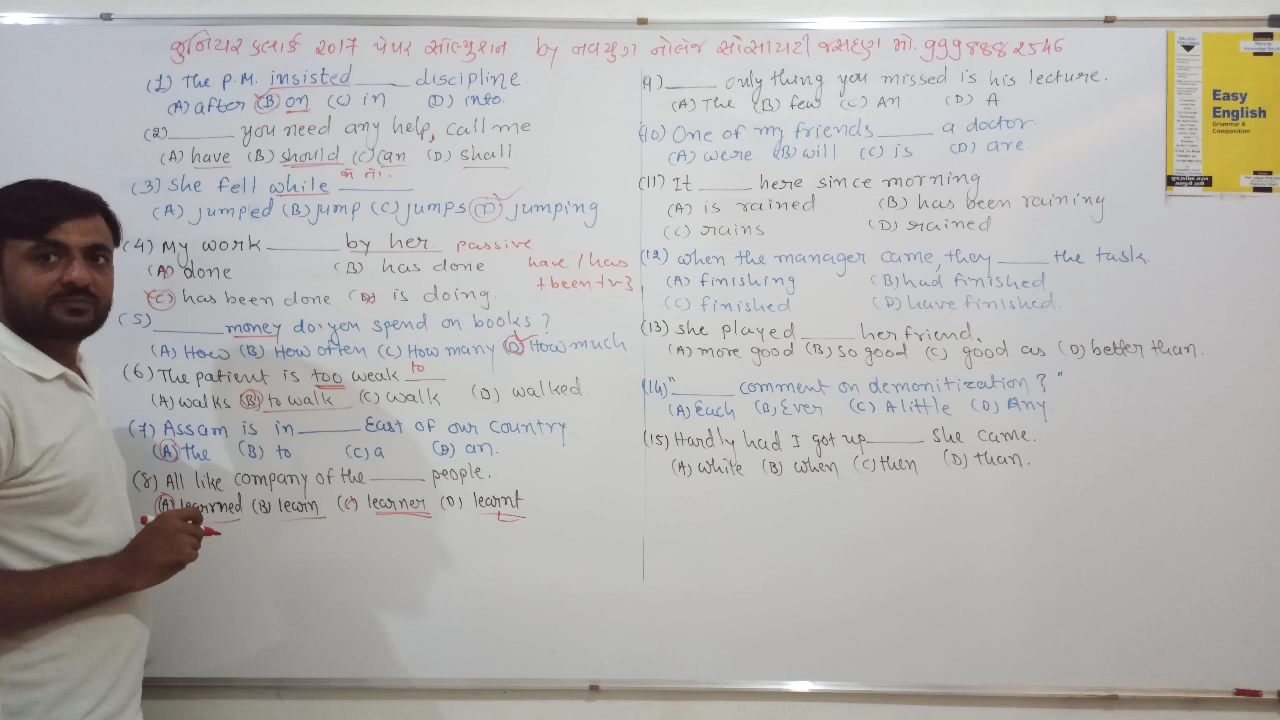 જુનિયર ક્લાર્ક ૨૦૧૭ પેપર સોલ્યુશન by નવયુગ નોલેજ સોસાયટી જસદણ મો. ૯૯૯૮૮૮૨૫૪૬
(1) The P.M. insisted ____ discipline.
(A) after (B) on (C) in (D) into.
(2) ____ you need any help, call me
(A) have (B) should (C) can (D) shall
(3) She fell while ____
(A) jumped (B) jump (C) jumps (D) jumping
(4) My work ____ by her. passive
(A) done (B) has done have / has
+ been + v-3
(C) has been done (D) is doing.
(5) ____ money do you spend on books?
(A) How (B) How often (C) How many (D) How much
(6) The patient is too weak to ____
(A) walks (B) to walk (C) walk (D) walked.
(7) Assam is in ____ East of our country.
(A) the (B) to (C) a (D) an.
(8) All like company of the ____ people.
(A) learned (B) learn (C) learner (D) learnt
____ thing you missed is his lecture.
(A) The (B) few (C) An (D) A
(10) One of my friends ____ a doctor.
(A) were (B) will (C) is (D) are.
(11) It ____ here since morning
(A) is rained (B) has been raining
(C) rains (D) rained
(12) when the manager came, they ____ the task.
(A) finishing (B) had finished
(C) finished (D) have finished.
(13) She played ____ her friend.
(A) more good (B) so good (C) good as (D) better than.
(14) " ____ comment on demonitization? "
(A) Each (B) Ever (C) A little (D) Any.
(15) Hardly had I got up ____ she came.
(A) while (B) when (C) then (D) than.
Easy
English
Grammar &
Composition